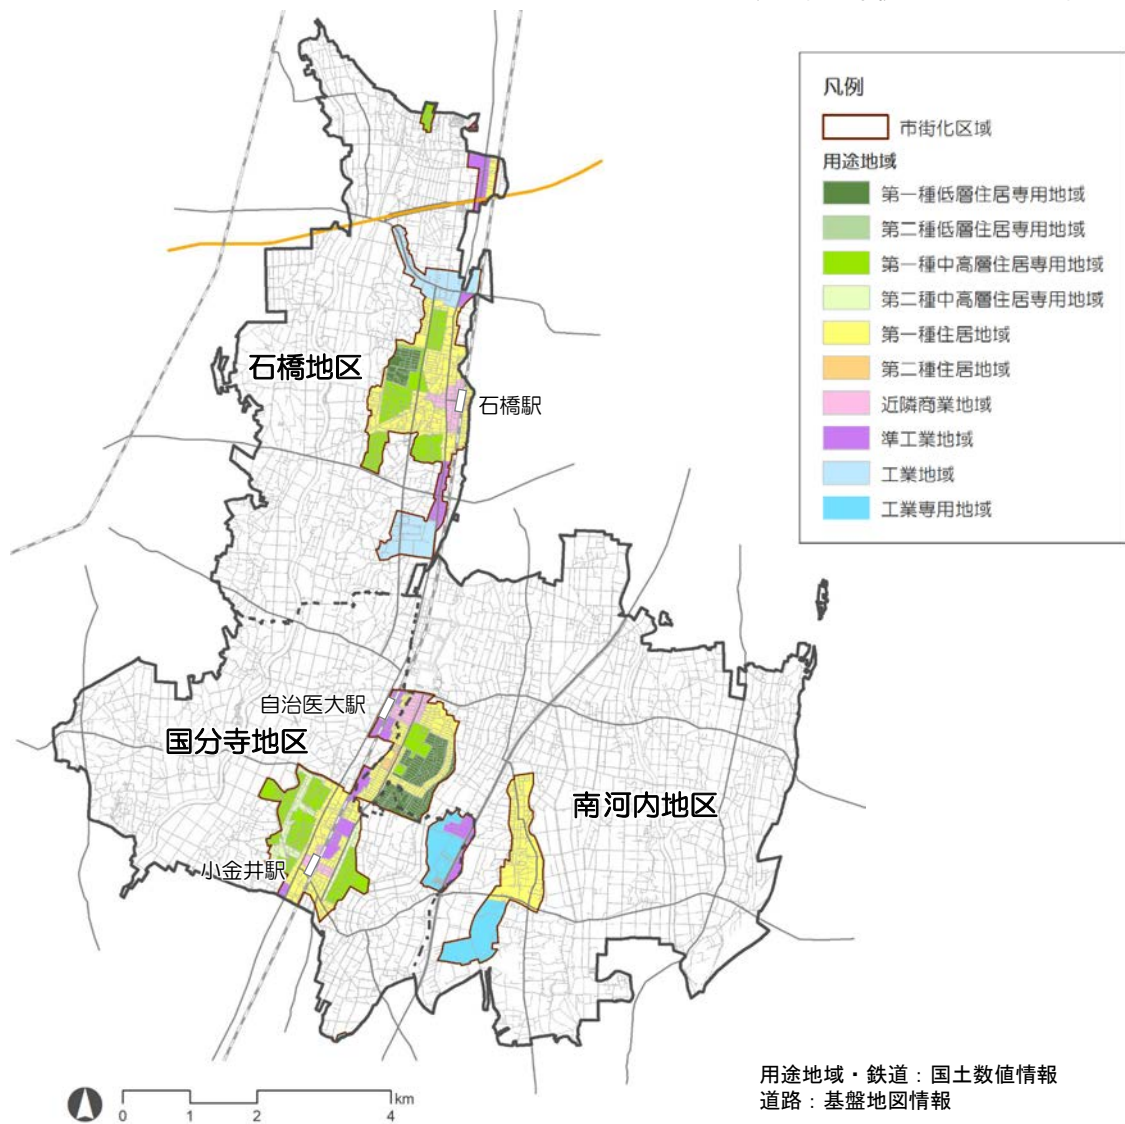 凡例
市街化区域
用途地域
第一種低層住居専用地域
第二種低層住居専用地域
第一種中高層住居専用地域
第二種中高層住居専用地域
第一種住居地域
第二種住居地域
近隣商業地域
準工業地域
工業地域
工業専用地域
石橋地区
石橋駅
自治医大駅
国分寺地区
南河内地区
小金井駅
km
0 1 2 4
用途地域・鉄道:国土数値情報
道路:基盤地図情報